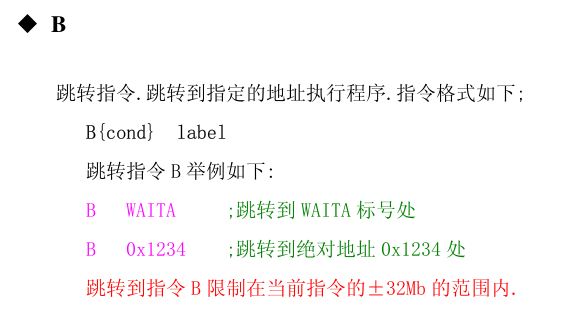 ◆ B
跳转指令.跳转到指定的地址执行程序.指令格式如下;
B{cond} label
跳转指令 B 举例如下:
B WAITA ;跳转到 WAITA 标号处
B 0x1234 ;跳转到绝对地址 0x1234 处
跳转到指令 B 限制在当前指令的±32Mb 的范围内.